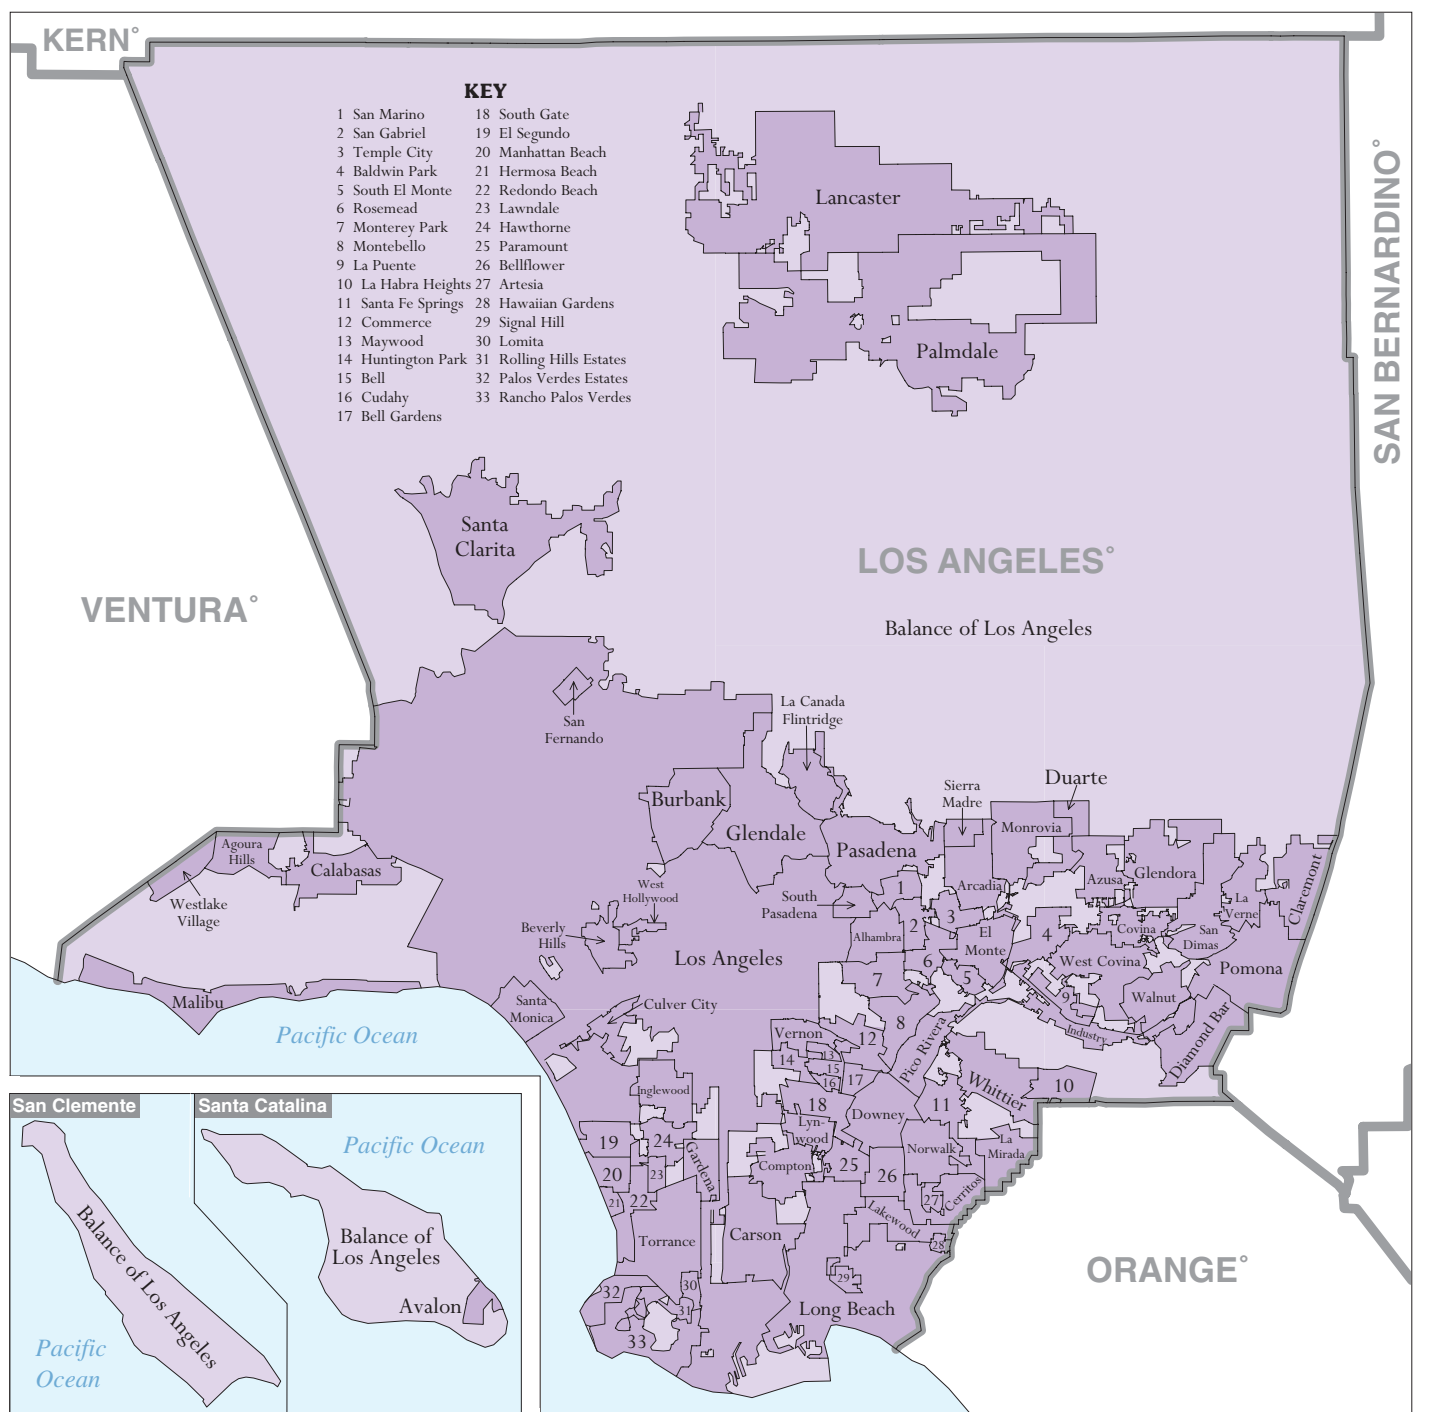 KERN°
KEY
1 San Marino
2 San Gabriel
3 Temple City
4 Baldwin Park
5 South El Monte
6 Rosemead
7 Monterey Park
8 Montebello
9 La Puente
10 La Habra Heights
11 Santa Fe Springs
12 Commerce
13 Maywood
14 Huntington Park
15 Bell
16 Cudahy
17 Bell Gardens
18 South Gate
19 El Segundo
20 Manhattan Beach
21 Hermosa Beach
22 Redondo Beach
23 Lawndale
24 Hawthorne
25 Paramount
26 Bellflower
27 Artesia
28 Hawaiian Gardens
29 Signal Hill
30 Lomita
31 Rolling Hills Estates
32 Palos Verdes Estates
33 Rancho Palos Verdes
Lancaster
Palmdale
SAN BERNARDINO°
Santa
Clarita
LOS ANGELES°
VENTURA°
Balance of Los Angeles
San
Fernando
La Canada
Flintridge
Duarte
Sierra
Madre
Burbank
Glendale
Monrovia
Pasadena
Agoura
Hills
Calabasas
Westlake
Village
West
Hollywood
South
Pasadena
1
Arcadia
Azusa
Glendora
La
Verne
Claremont
Beverly
Hills
Los Angeles
Alhambra
2
3
El
Monte
4
Covina
San
Dimas
6
5
West Covina
Pomona
7
9
Walnut
Malibu
Santa
Monica
Culver City
Pacific Ocean
8
Pico Rivera
Industry
Diamond Bar
Vernon
12
14
13
15
16
17
Inglewood
Whittier
10
18
Downey
11
Lyn-
wood
19
24
Gardena
Norwalk
La
Mirada
20
23
Compton
25
26
21
22
27
Cerritos
Lakewood
Torrance
Carson
28
29
32
30
31
33
Long Beach
ORANGE°
San Clemente
Balance of Los Angeles
Pacific
Ocean
Santa Catalina
Pacific Ocean
Balance of
Los Angeles
Avalon